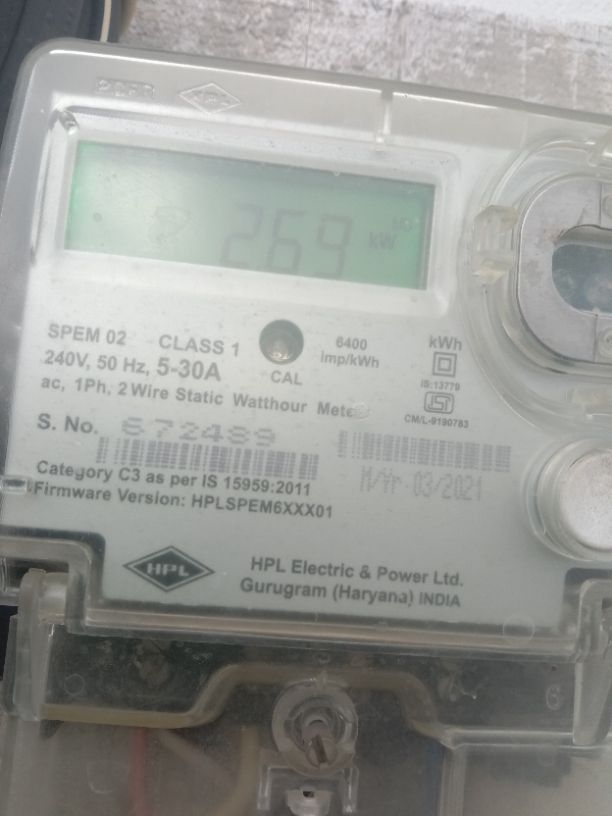 HPL
269
kW
MD
SPEM 02 CLASS 1
6400
imp/kWh
kWh
240V, 50 Hz, 5-30A
CAL
IS:13779
ac, 1Ph, 2 Wire Static Watthour Meter
CM/L-9190783
S. No. 672489
M/Yr-03/2021
Category C3 as per IS 15959:2011
Firmware Version: HPLSPEM6XXX01
HPL
HPL Electric & Power Ltd.
Gurugram (Haryana) INDIA